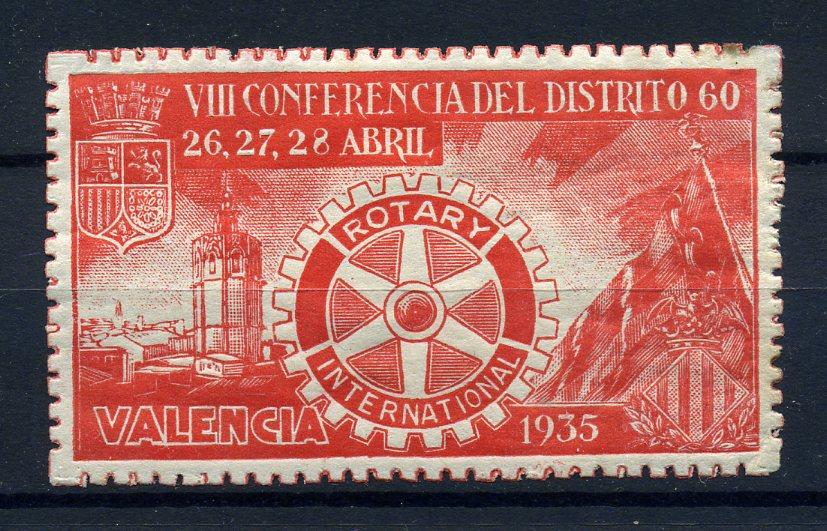 VIII CONFERENCIA DEL DISTRITO 60
26, 27, 28 ABRIL
ROTARY
INTERNATIONAL
VALENCIA
1935